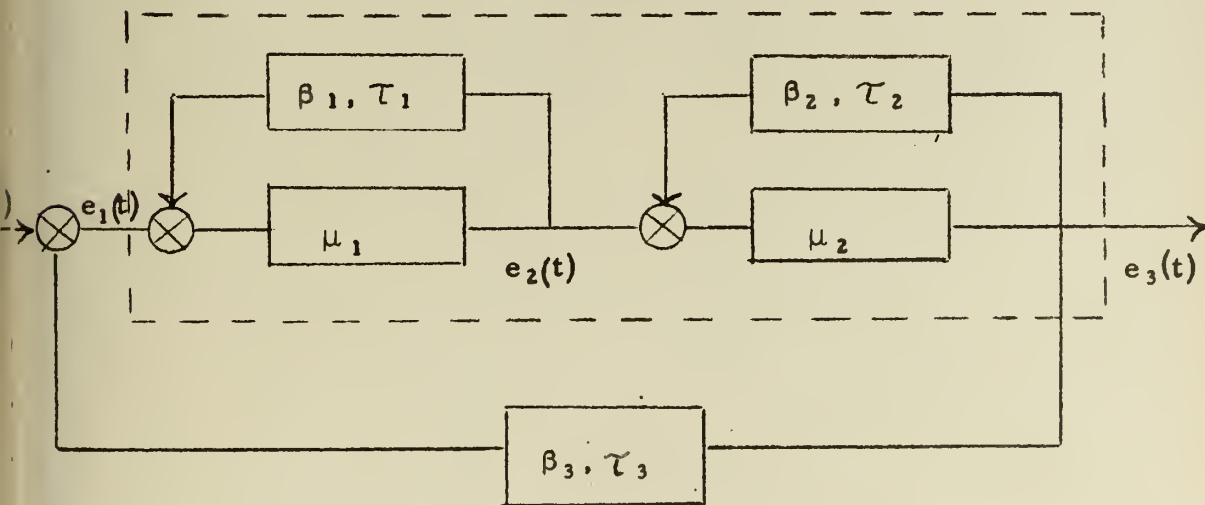 β₁, τ₁
β₂, τ₂
) e₁(t)
μ₁
μ₂
e₂(t)
e₃(t)
β₃, τ₃